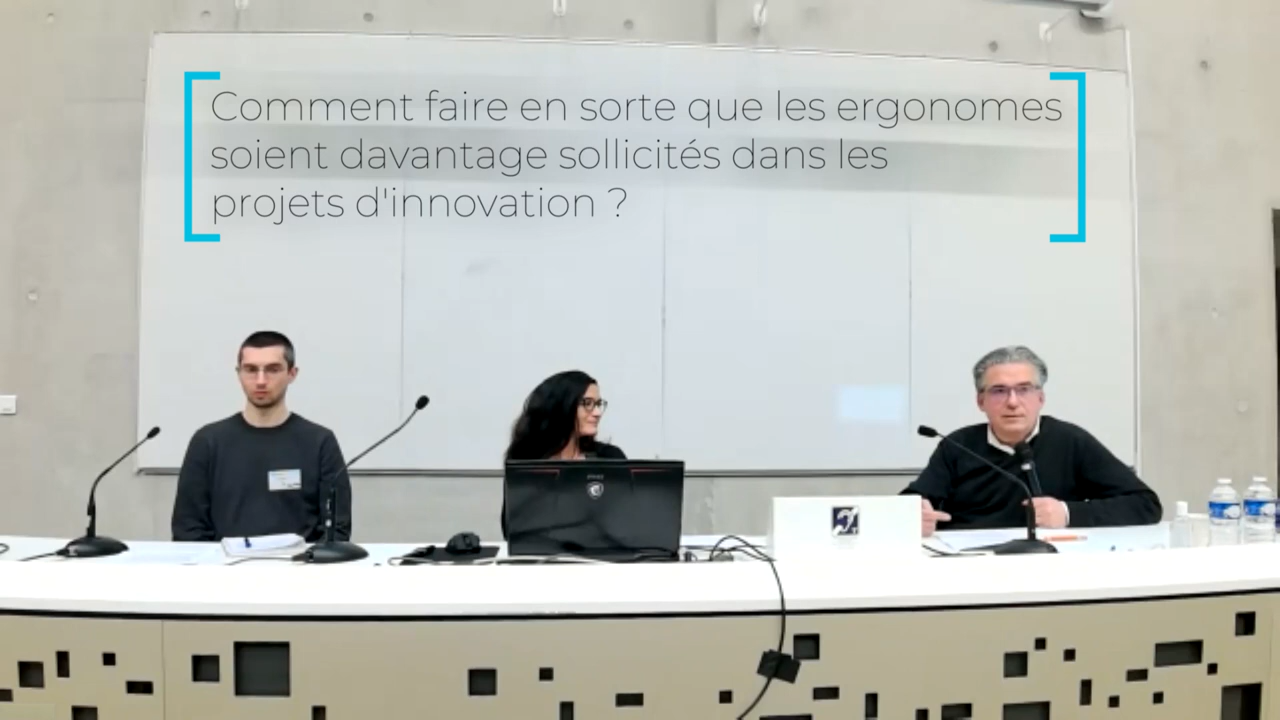 Comment faire en sorte que les ergonomes
soient davantage sollicités dans les
projets d'innovation ?